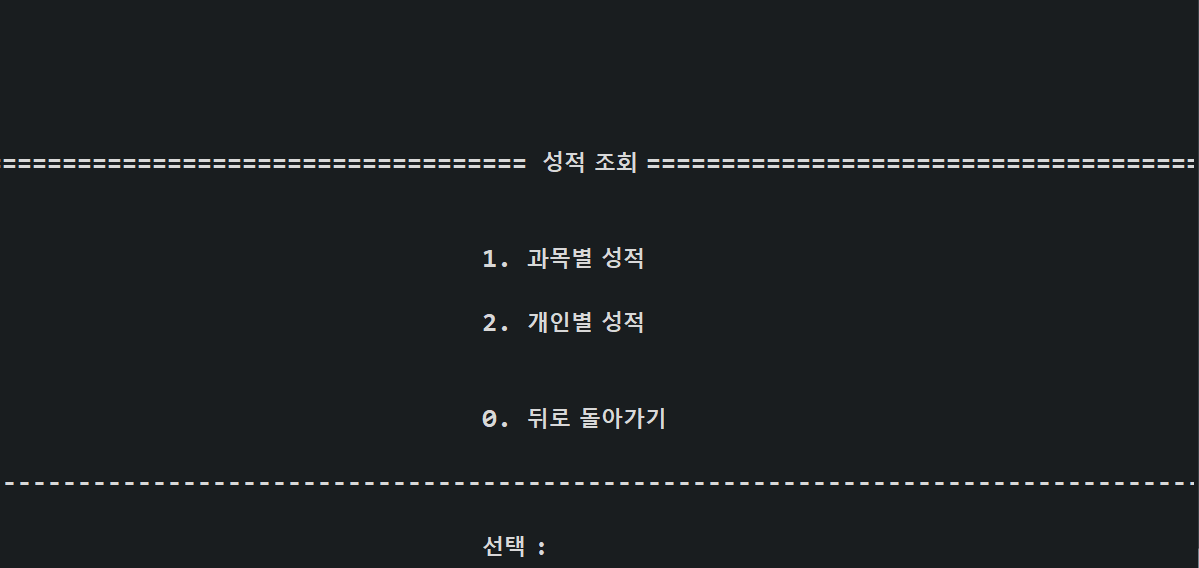 =================================== 성적 조회 =====================================
1. 과목별 성적
2. 개인별 성적
0. 뒤로 돌아가기
--------------------------------------------------------------------------------
선택 :